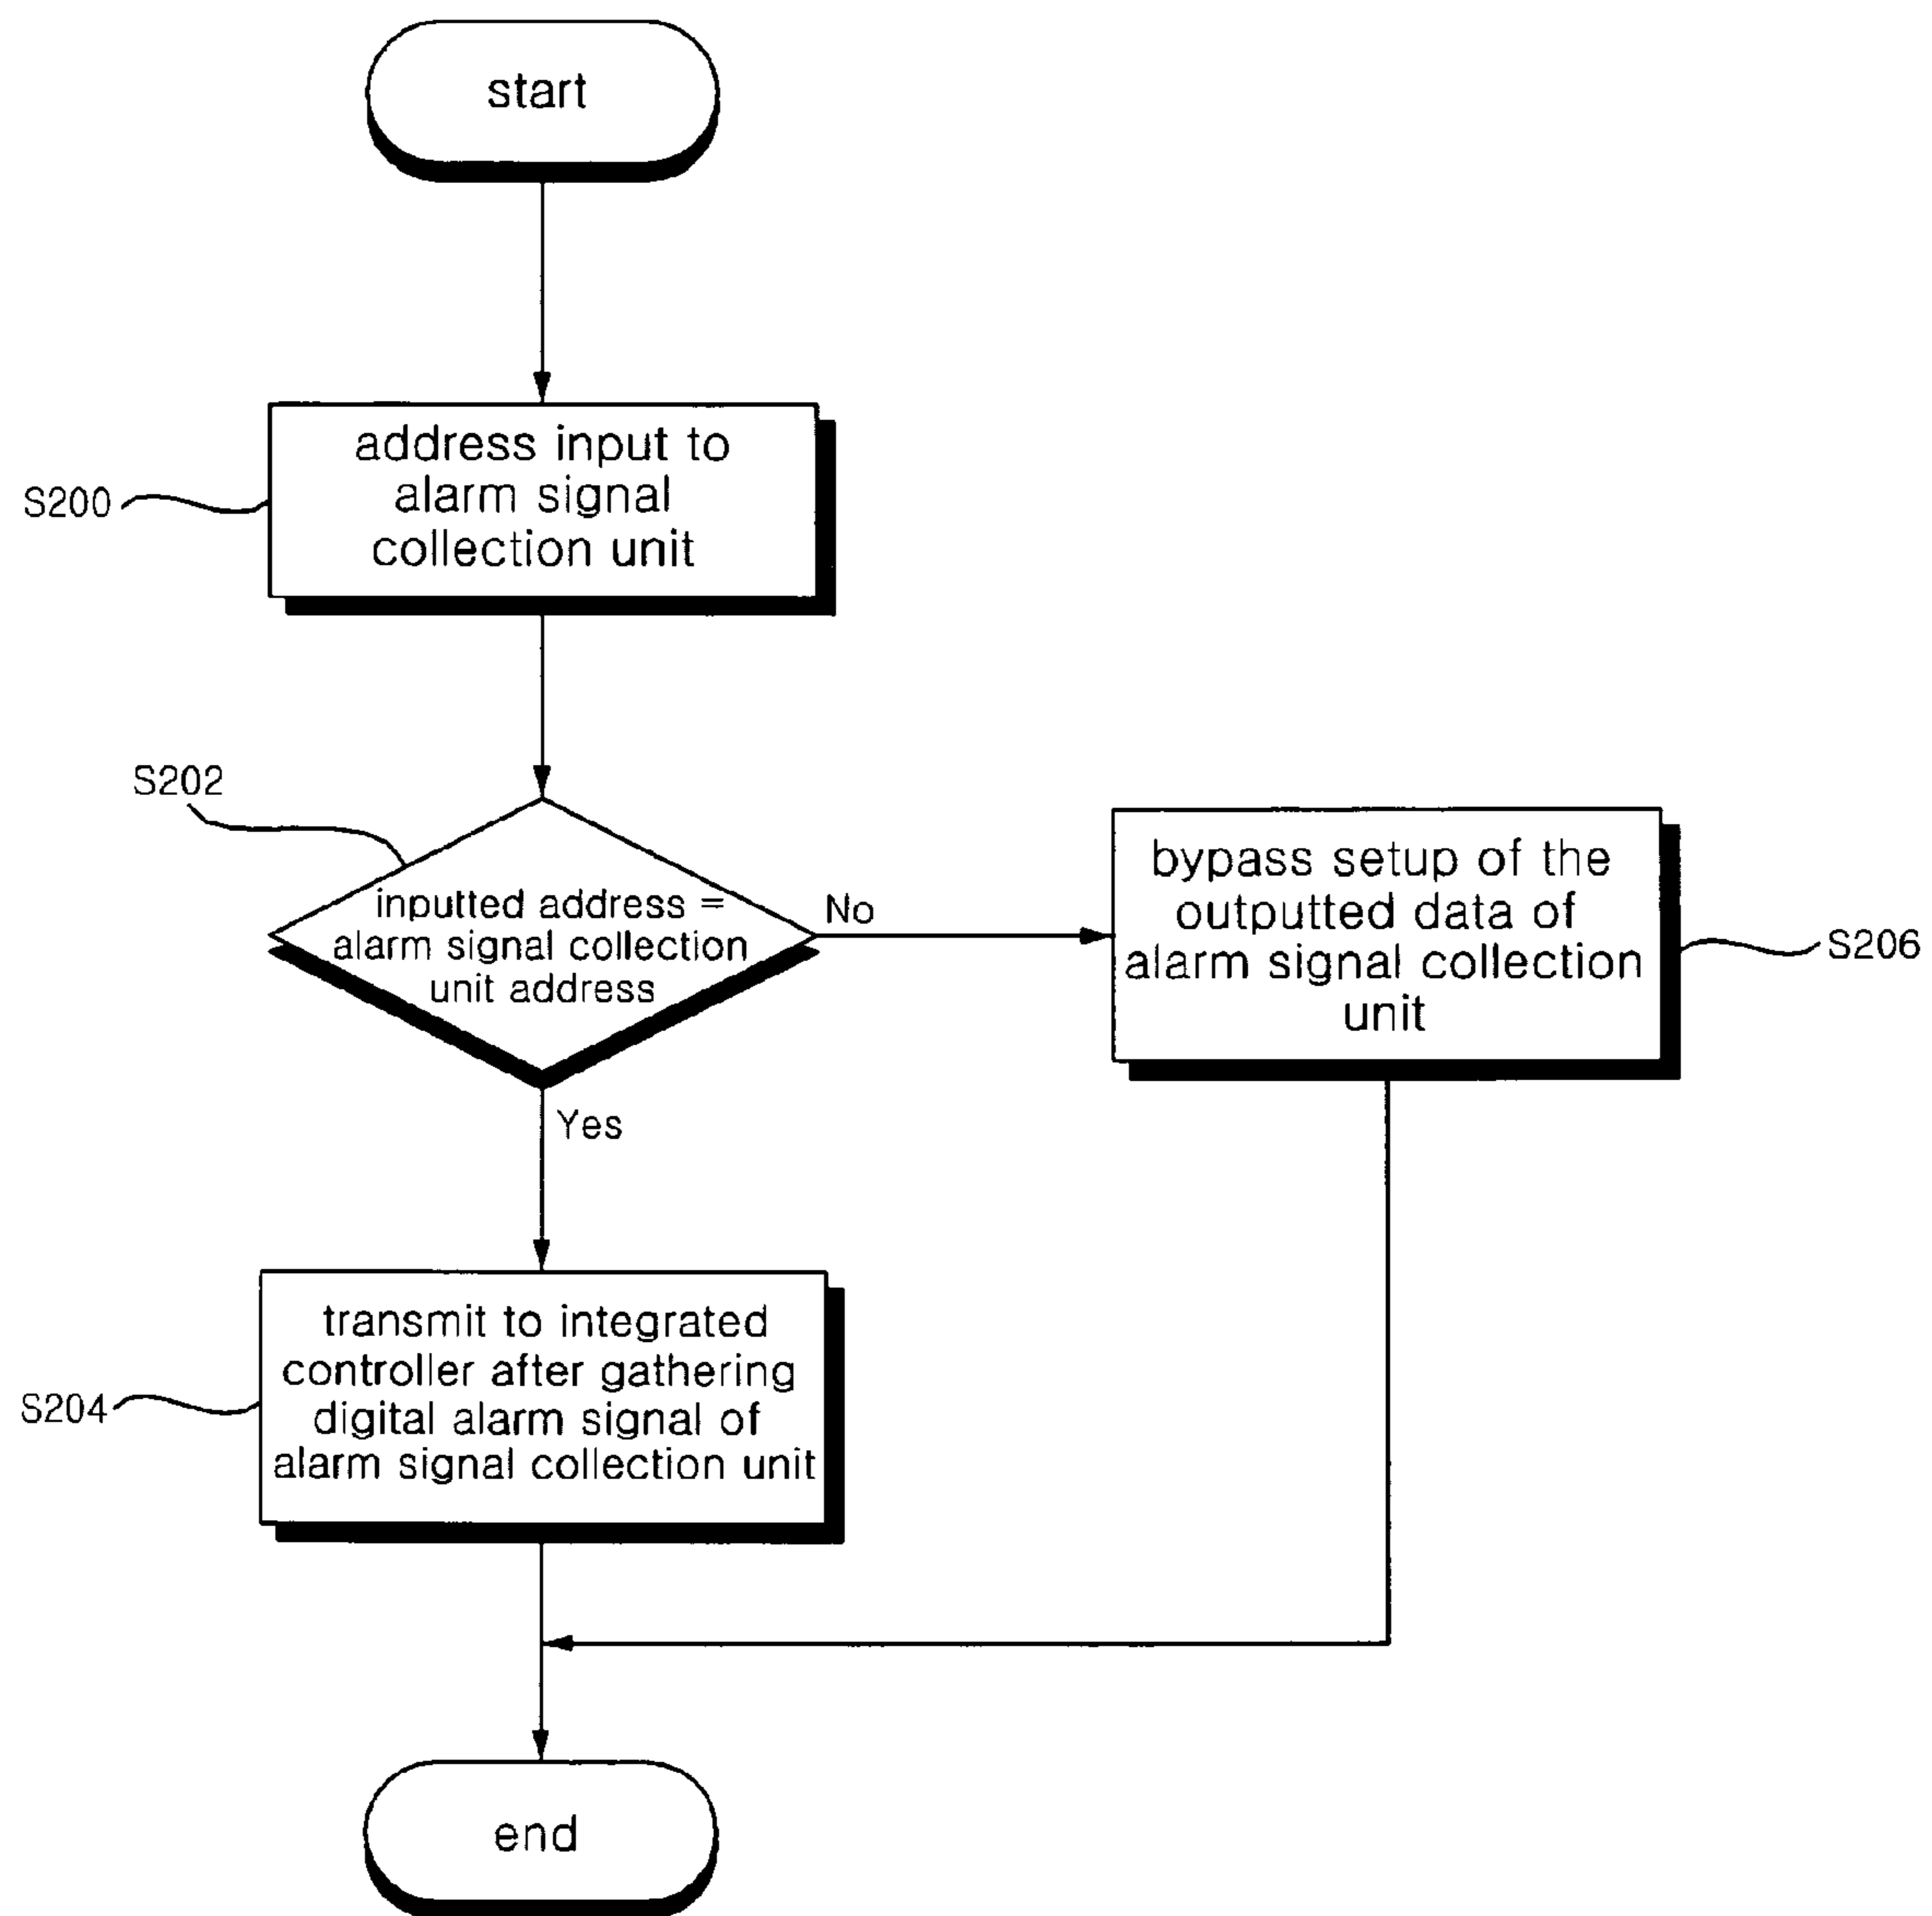 start
address input to
alarm signal
collection unit
S200
S202
inputted address =
alarm signal collection
unit address
No
bypass setup of the
outputted data of
alarm signal collection
unit
S206
Yes
transmit to integrated
controller after gathering
digital alarm signal of
alarm signal collection unit
S204
end